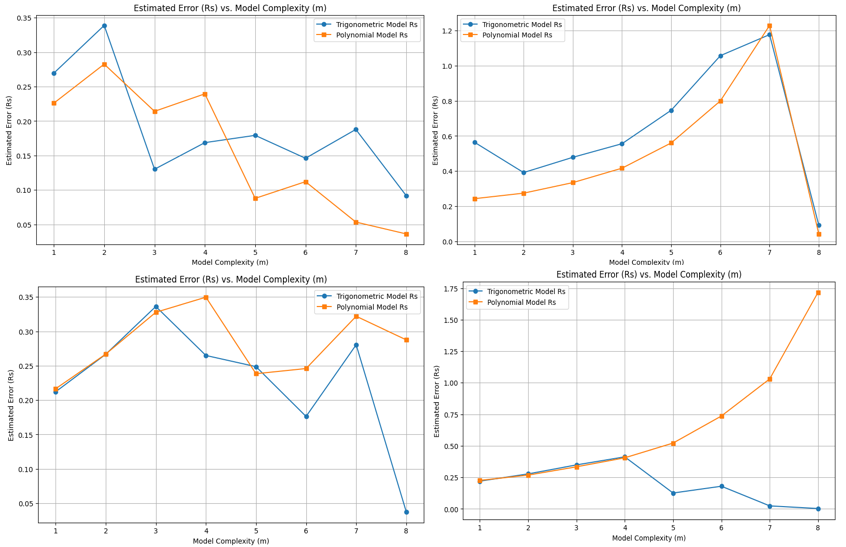 Estimated Error (Rs) vs. Model Complexity (m)
Trigonometric Model Rs
Polynomial Model Rs
Estimated Error (Rs)
0.35
0.30
0.25
0.20
0.15
0.10
0.05
1 2 3 4 5 6 7 8
Model Complexity (m)
Estimated Error (Rs) vs. Model Complexity (m)
Trigonometric Model Rs
Polynomial Model Rs
Estimated Error (Rs)
1.2
1.0
0.8
0.6
0.4
0.2
0.0
1 2 3 4 5 6 7 8
Model Complexity (m)
Estimated Error (Rs) vs. Model Complexity (m)
Trigonometric Model Rs
Polynomial Model Rs
Estimated Error (Rs)
0.35
0.30
0.25
0.20
0.15
0.10
0.05
1 2 3 4 5 6 7 8
Model Complexity (m)
Estimated Error (Rs) vs. Model Complexity (m)
Trigonometric Model Rs
Polynomial Model Rs
Estimated Error (Rs)
1.75
1.50
1.25
1.00
0.75
0.50
0.25
0.00
1 2 3 4 5 6 7 8
Model Complexity (m)